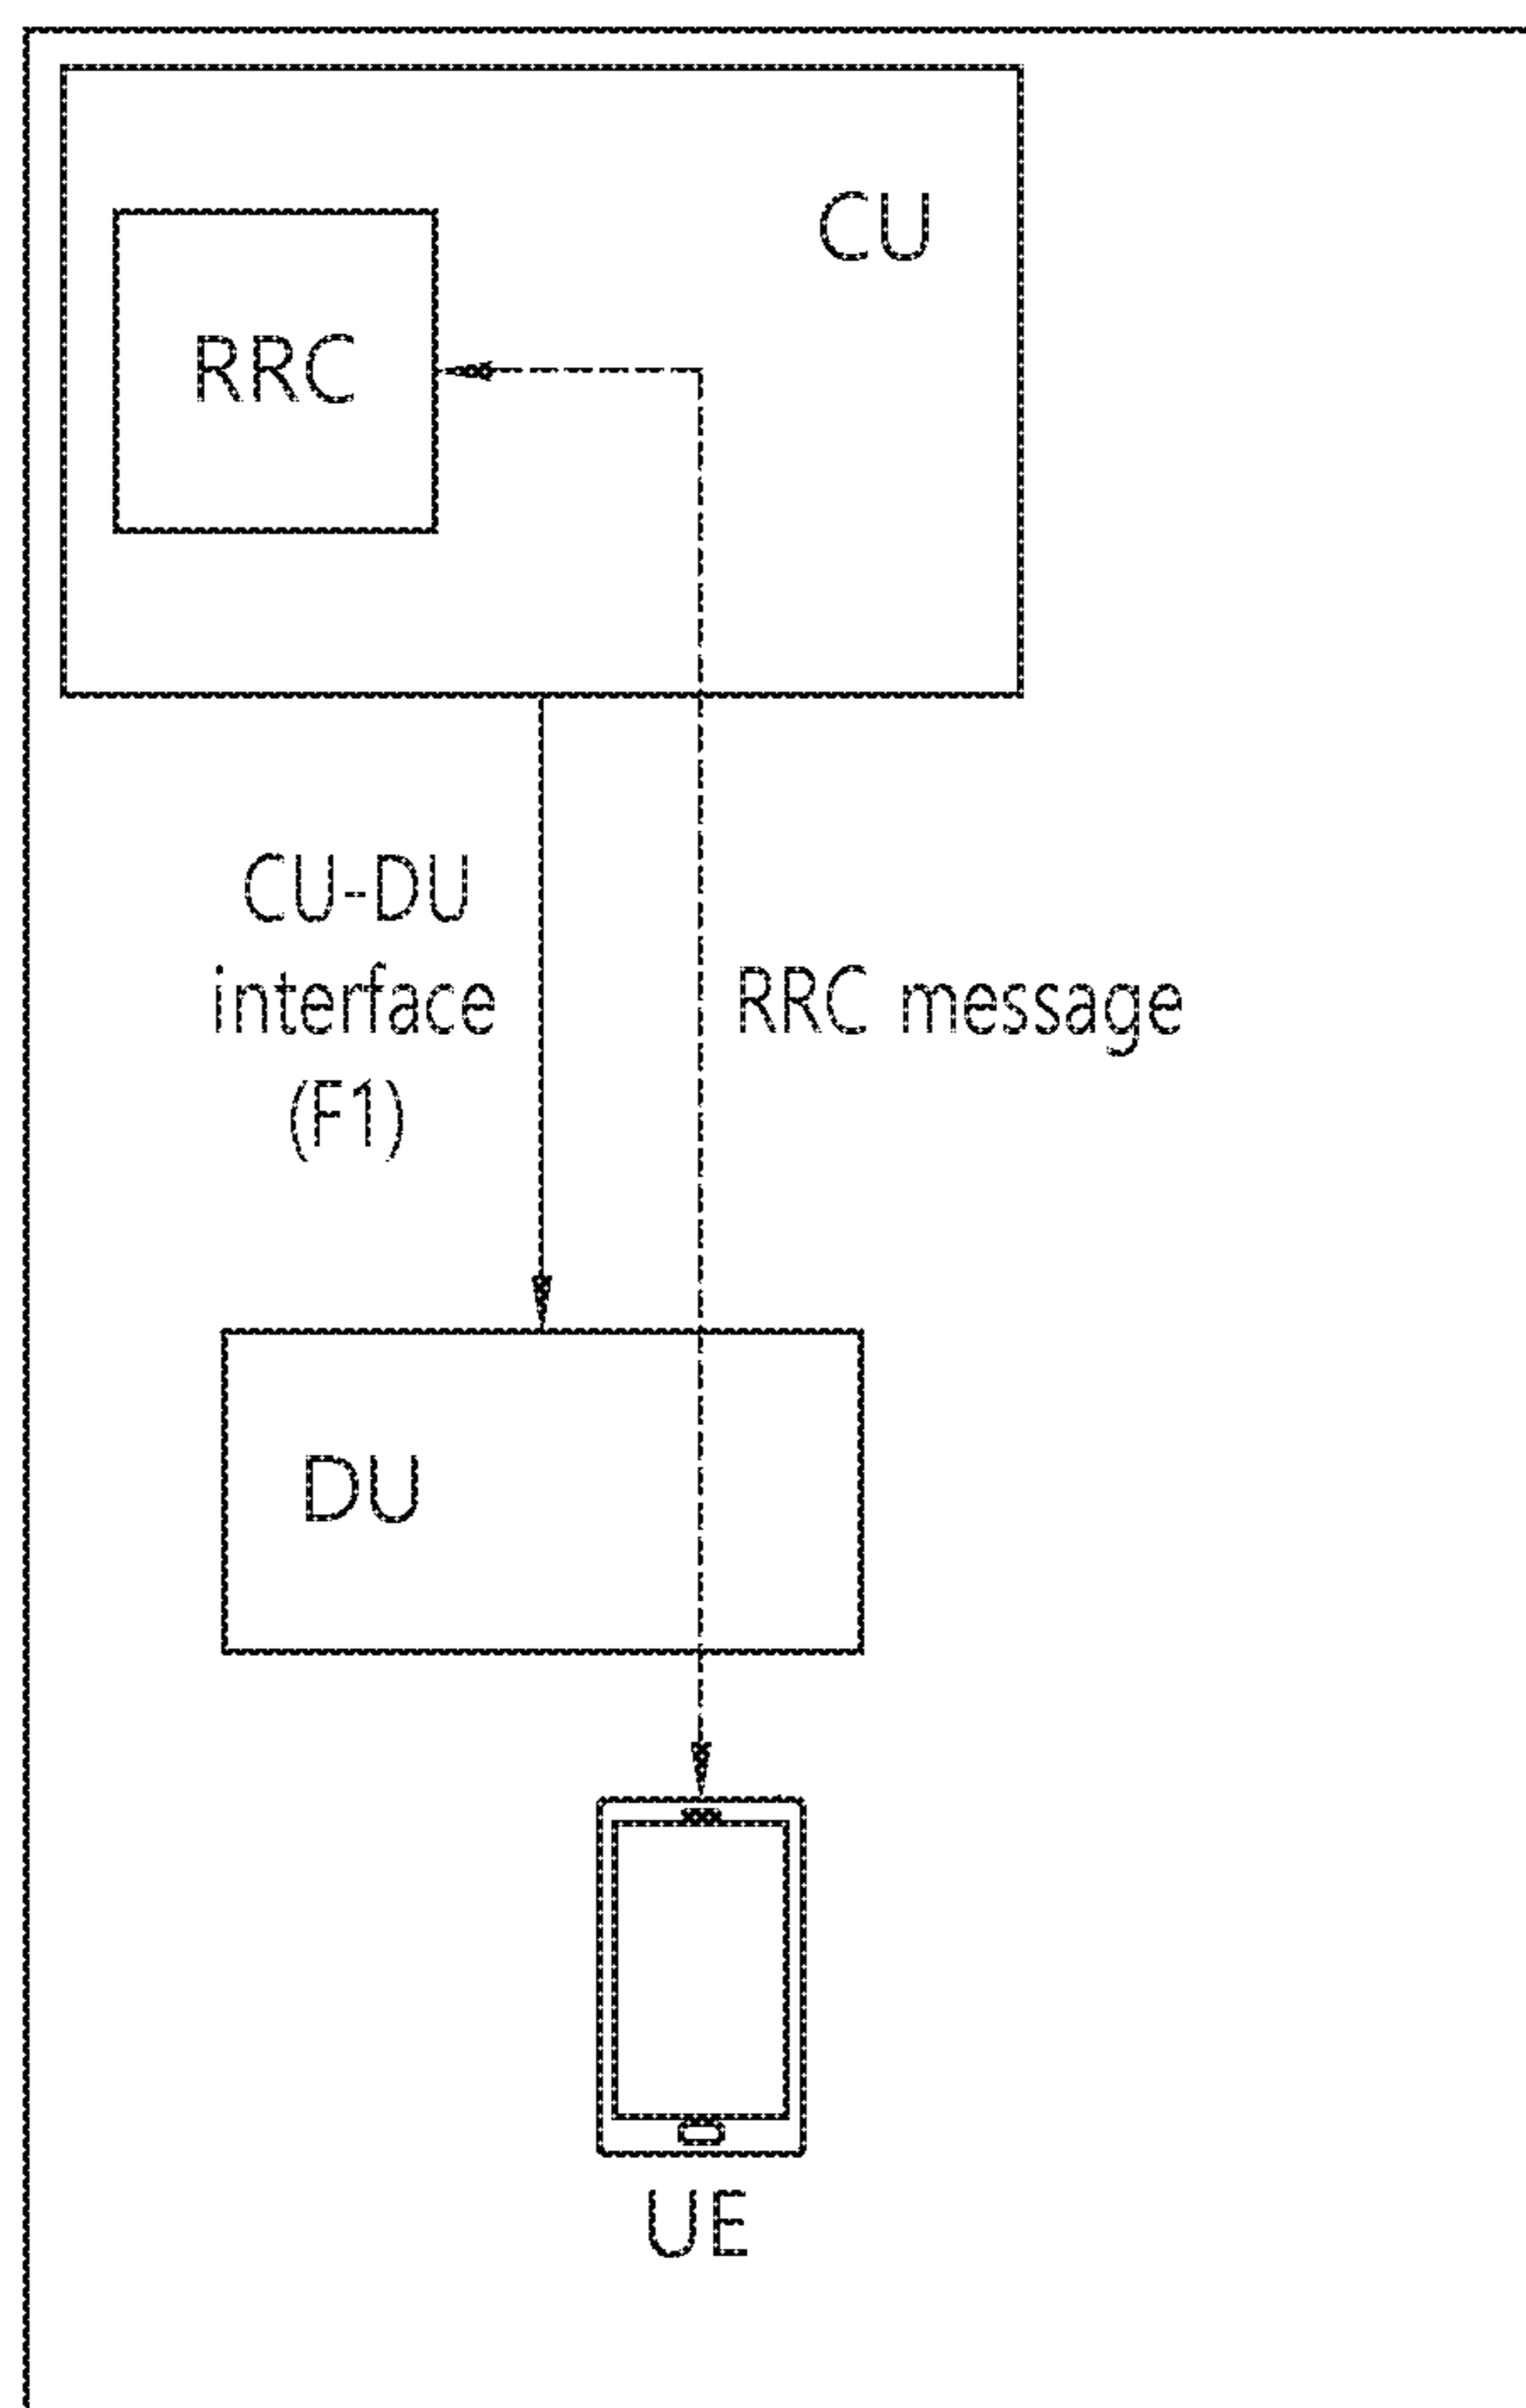 CU
RRC
CU-DU
interface
(F1)
RRC message
DU
UE